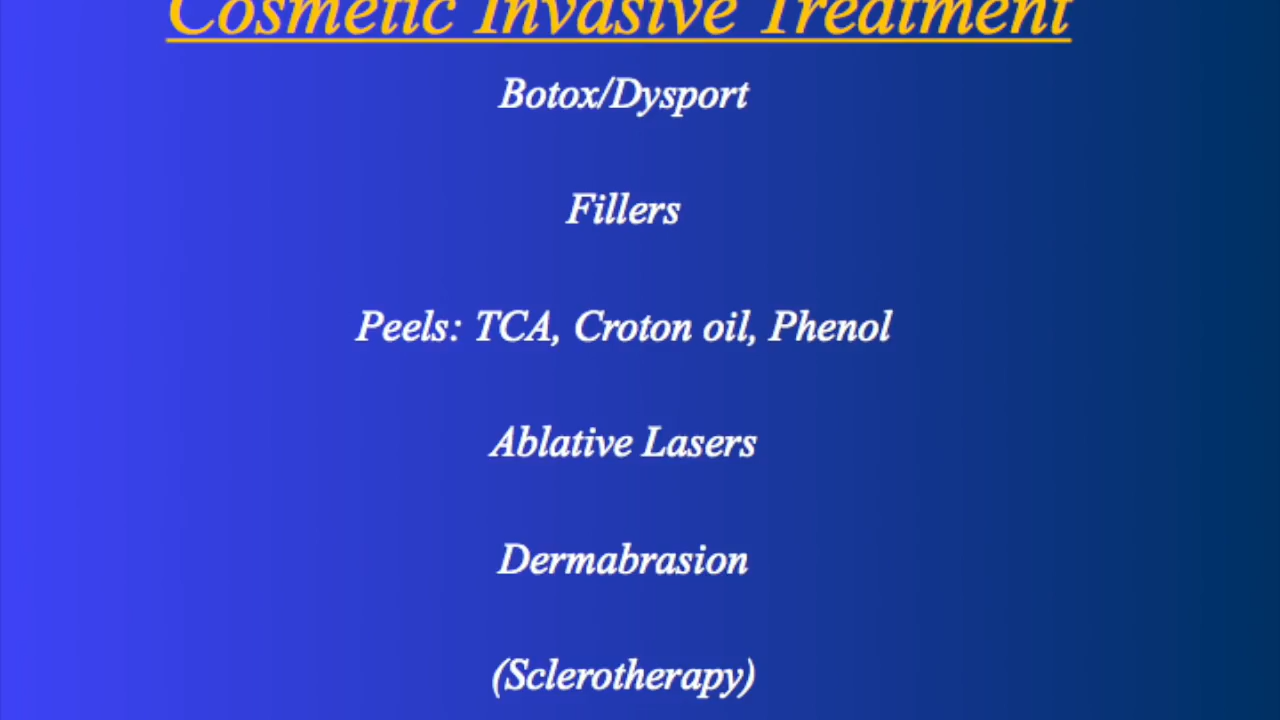 Cosmetic Invasive Treatment
Botox/Dysport
Fillers
Peels: TCA, Croton oil, Phenol
Ablative Lasers
Dermabrasion
(Sclerotherapy)